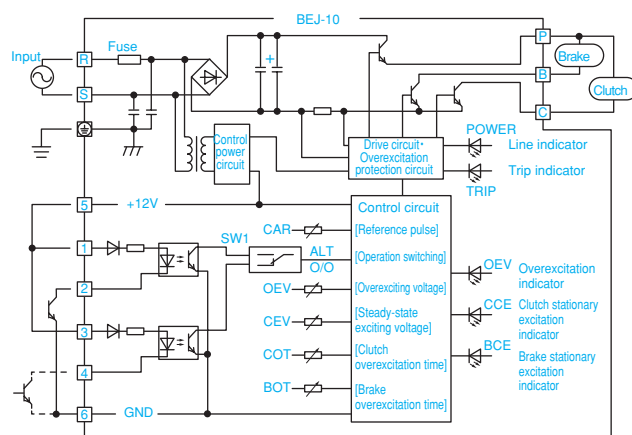 BEJ-10
Input
R
Fuse
P
Brake
B
Clutch
S
C
+
Control
power
circuit
Drive circuit·
Overexcitation
protection circuit
POWER
Line indicator
Trip indicator
TRIP
5
+12V
Control circuit
1
SW1
CAR
[Reference pulse]
ALT
O/O
[Operation switching]
2
OEV
[Overexciting voltage]
OEV
Overexcitation
indicator
3
CEV
[Steady-state
exciting voltage]
CCE
Clutch stationary
excitation
indicator
4
COT
[Clutch
overexcitation time]
BCE
Brake stationary
excitation
indicator
BOT
[Brake
overexcitation time]
6
GND